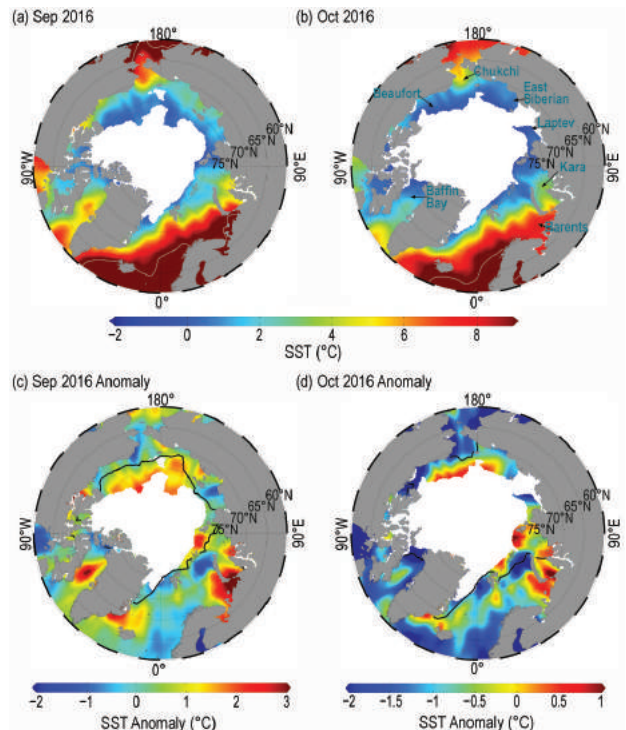 (a) Sep 2016
(b) Oct 2016
180°
180°
Chukchi
Beaufort
East
Siberian
Laptev
60°N
65°N
70°N
75°N
60°N
65°N
70°N
75°N
90°W
90°E
90°W
90°E
Kara
Baffin
Bay
Barents
0°
0°
−2 0 2 4 6 8
SST (°C)
(c) Sep 2016 Anomaly
(d) Oct 2016 Anomaly
180°
180°
60°N
65°N
70°N
75°N
60°N
65°N
70°N
75°N
90°W
90°E
90°W
90°E
0°
0°
−2 −1 0 1 2 3
SST Anomaly (°C)
−2 −1.5 −1 −0.5 0 0.5 1
SST Anomaly (°C)